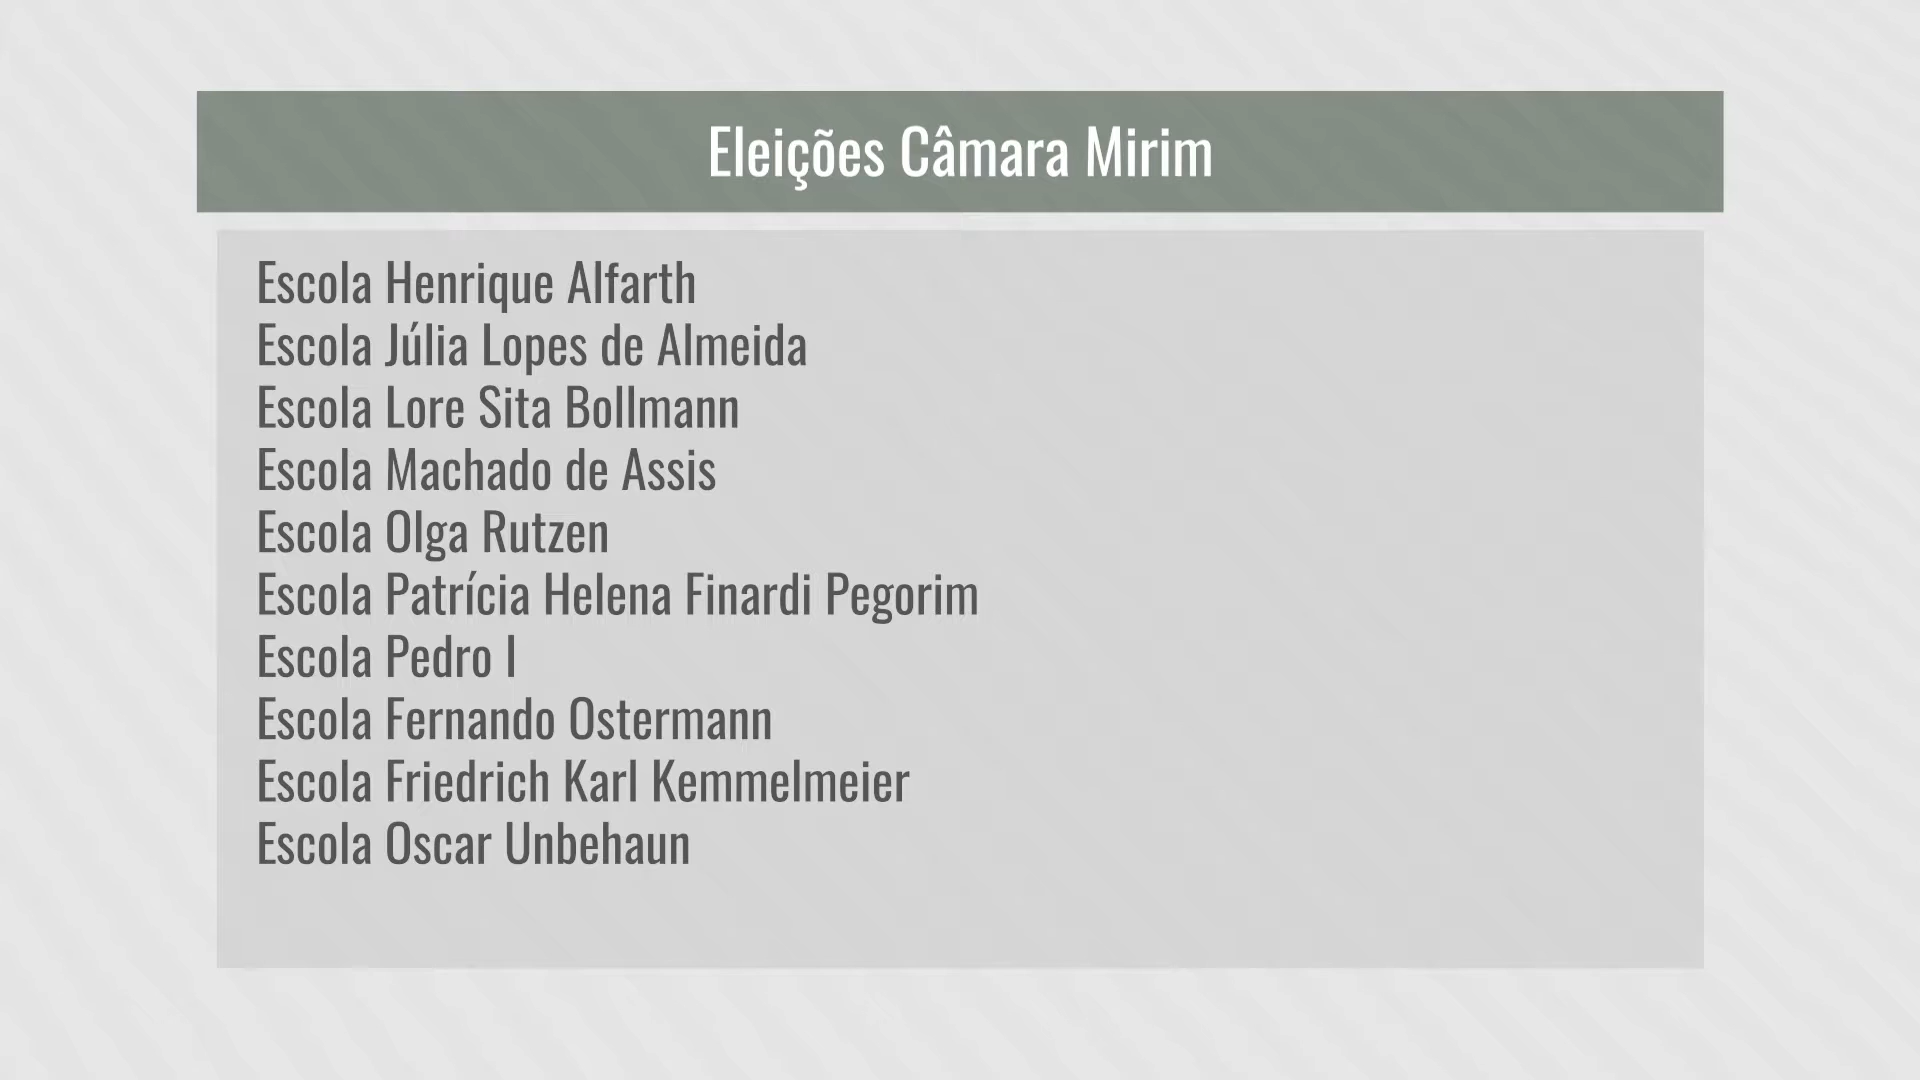 Eleições Câmara Mirim
Escola Henrique Alfarth
Escola Júlia Lopes de Almeida
Escola Lore Sita Bollmann
Escola Machado de Assis
Escola Olga Rutzen
Escola Patrícia Helena Finardi Pegorim
Escola Pedro I
Escola Fernando Ostermann
Escola Friedrich Karl Kemmelmeier
Escola Oscar Unbehaun